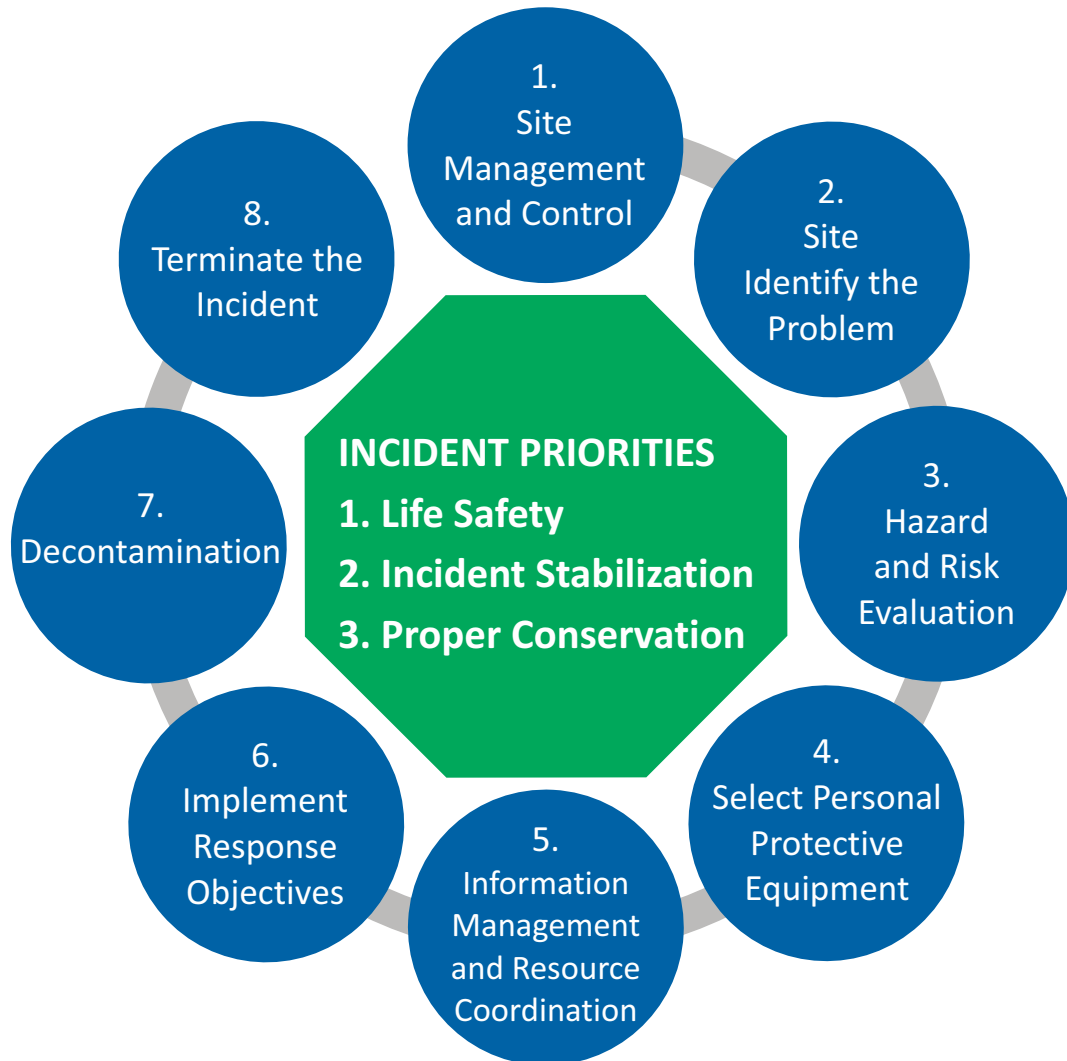 1.
Site
Management
and Control
2.
Site
Identify the
Problem
3.
Hazard
and Risk
Evaluation
4.
Select Personal
Protective
Equipment
5.
Information
Management
and Resource
Coordination
6.
Implement
Response
Objectives
7.
Decontamination
8.
Terminate the
Incident
INCIDENT PRIORITIES
1. Life Safety
2. Incident Stabilization
3. Proper Conservation